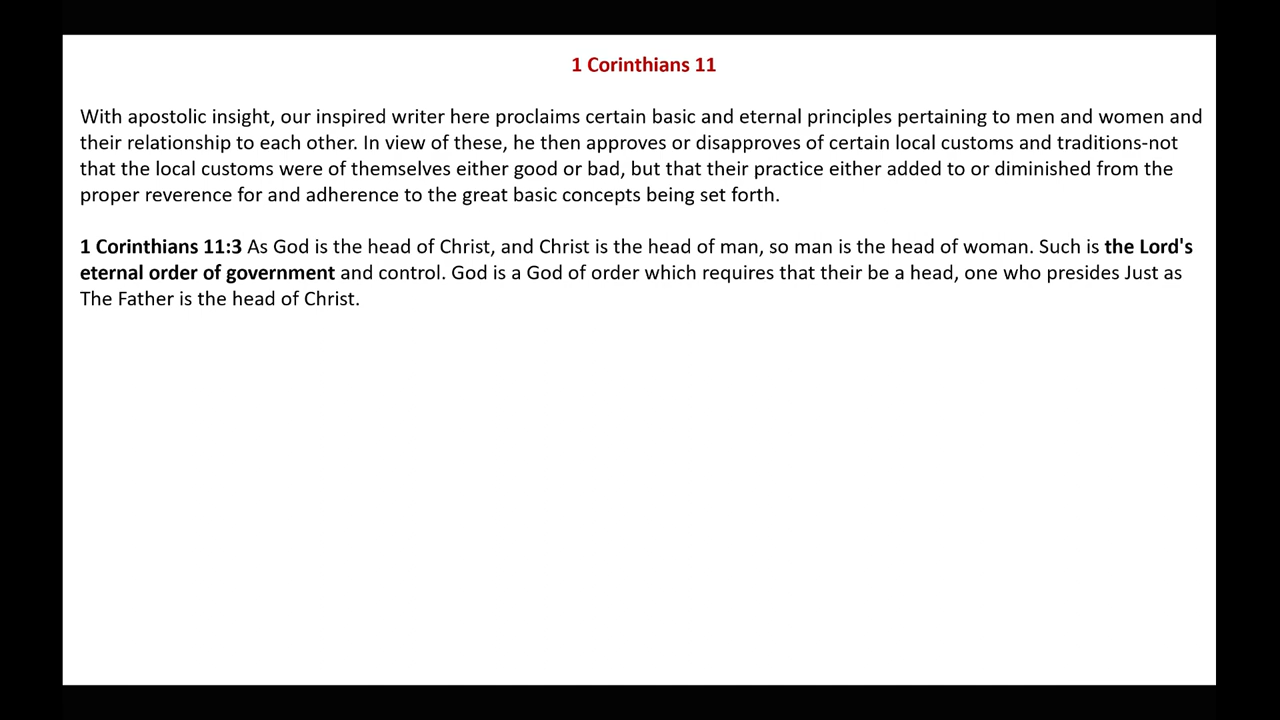 1 Corinthians 11
With apostolic insight, our inspired writer here proclaims certain basic and eternal principles pertaining to men and women and
their relationship to each other. In view of these, he then approves or disapproves of certain local customs and traditions-not
that the local customs were of themselves either good or bad, but that their practice either added to or diminished from the
proper reverence for and adherence to the great basic concepts being set forth.
1 Corinthians 11:3 As God is the head of Christ, and Christ is the head of man, so man is the head of woman. Such is the Lord's
eternal order of government and control. God is a God of order which requires that their be a head, one who presides Just as
The Father is the head of Christ.